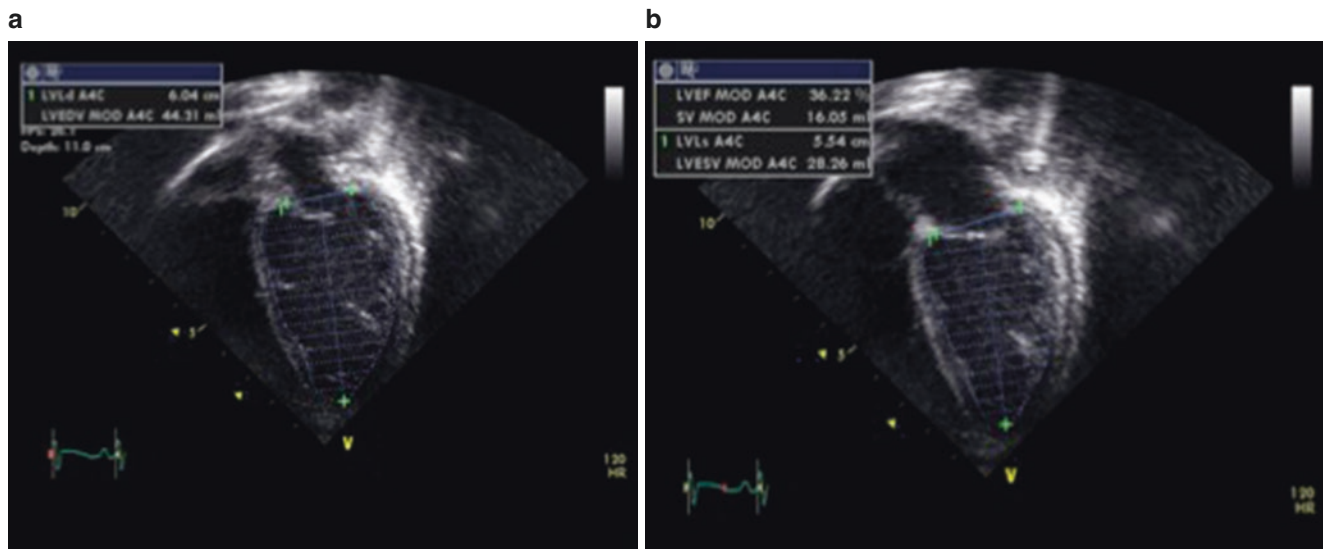 a
1 LVLd A4C 6.04 cm
LVEDV MOD A4C 44.31 ml
Depth: 11.0 cm
10
5
V
120
HR
b
LVEF MOD A4C 36.22 %
SV MOD A4C 16.05 ml
1 LVLs A4C 5.54 cm
LVESV MOD A4C 28.26 ml
10
5
V
120
HR